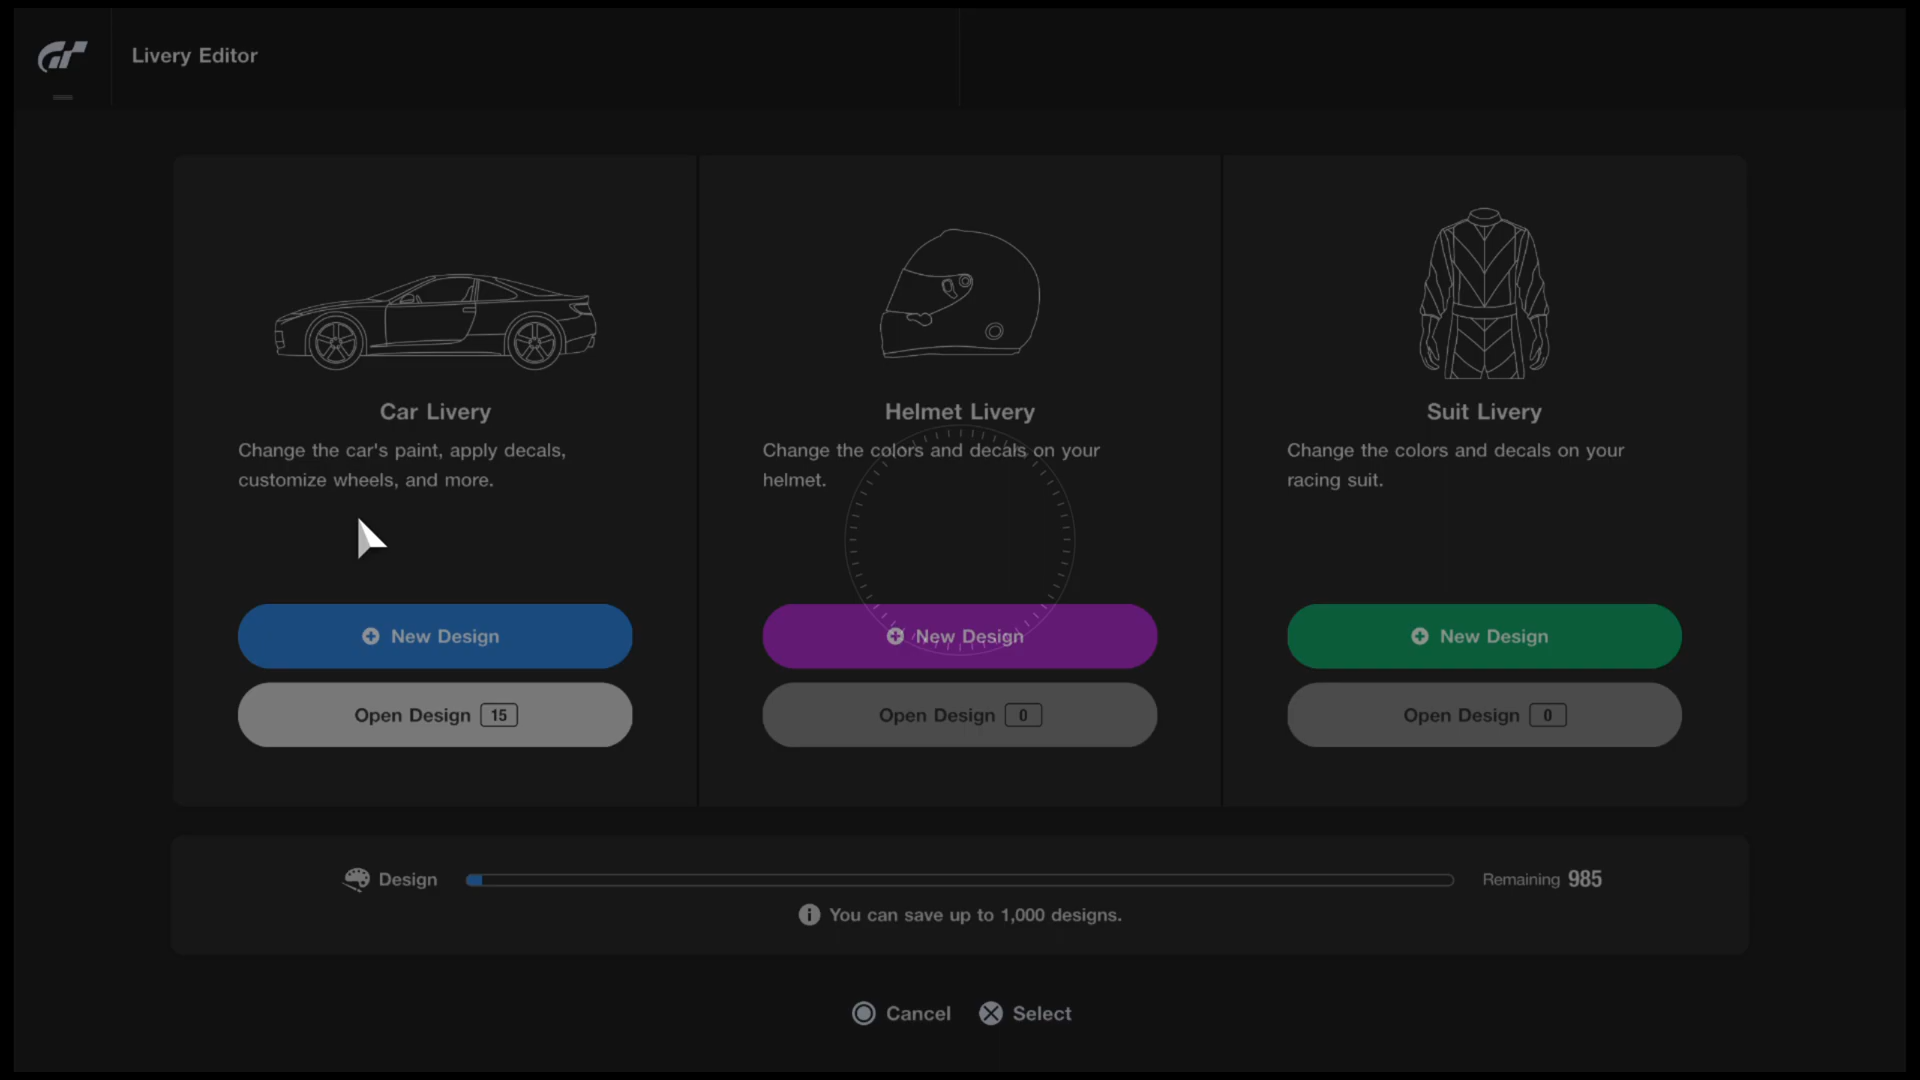 GT
Livery Editor
Car Livery
Change the car's paint, apply decals,
customize wheels, and more.
New Design
Open Design 15
Helmet Livery
Change the colors and decals on your
helmet.
New Design
Open Design 0
Suit Livery
Change the colors and decals on your
racing suit.
New Design
Open Design 0
Design
Remaining 985
You can save up to 1,000 designs.
Cancel
Select